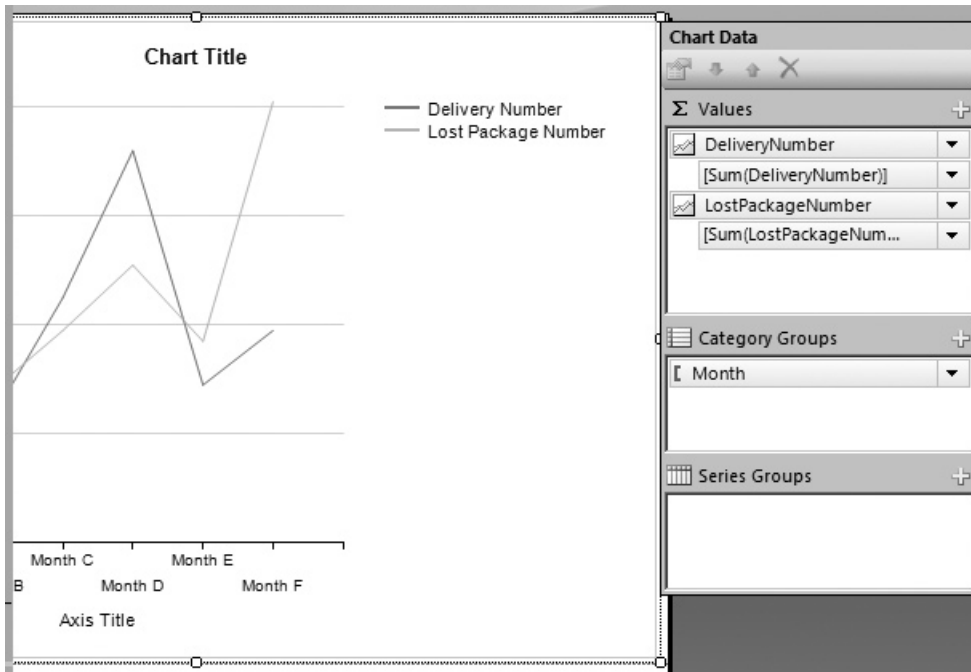 Chart Title
Delivery Number
Lost Package Number
Month C
Month E
B
Month D
Month F
Axis Title
Chart Data
Σ Values
DeliveryNumber
[Sum(DeliveryNumber)]
LostPackageNumber
[Sum(LostPackageNum...
Category Groups
Month
Series Groups